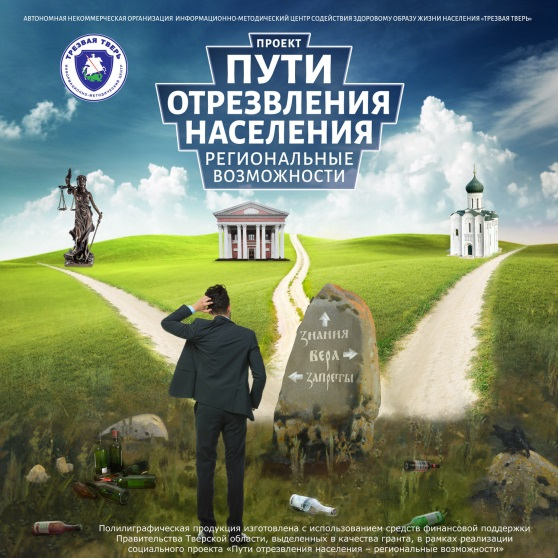 АВТОНОМНАЯ НЕКОММЕРЧЕСКАЯ ОРГАНИЗАЦИЯ ИНФОРМАЦИОННО-МЕТОДИЧЕСКИЙ ЦЕНТР СОДЕЙСТВИЯ ЗДОРОВОМУ ОБРАЗУ ЖИЗНИ НАСЕЛЕНИЯ «ТРЕЗВАЯ ТВЕРЬ»
ТРЕЗВАЯ ТВЕРЬ
ИНФОРМАЦИОННО-МЕТОДИЧЕСКИЙ ЦЕНТР
ПРОЕКТ
ПУТИ
ОТРЕЗВЛЕНИЯ
НАСЕЛЕНИЯ
РЕГИОНАЛЬНЫЕ
ВОЗМОЖНОСТИ
ЗНАНИЯ
ВЕРА
ЗАПРЕТЫ
Полилиграфическая продукция изготовлена с использованием средств финансовой поддержки
Правительства Тверской области, выделенных в качестве гранта, в рамках реализации
социального проекта «Пути отрезвления населения – региональные возможности»